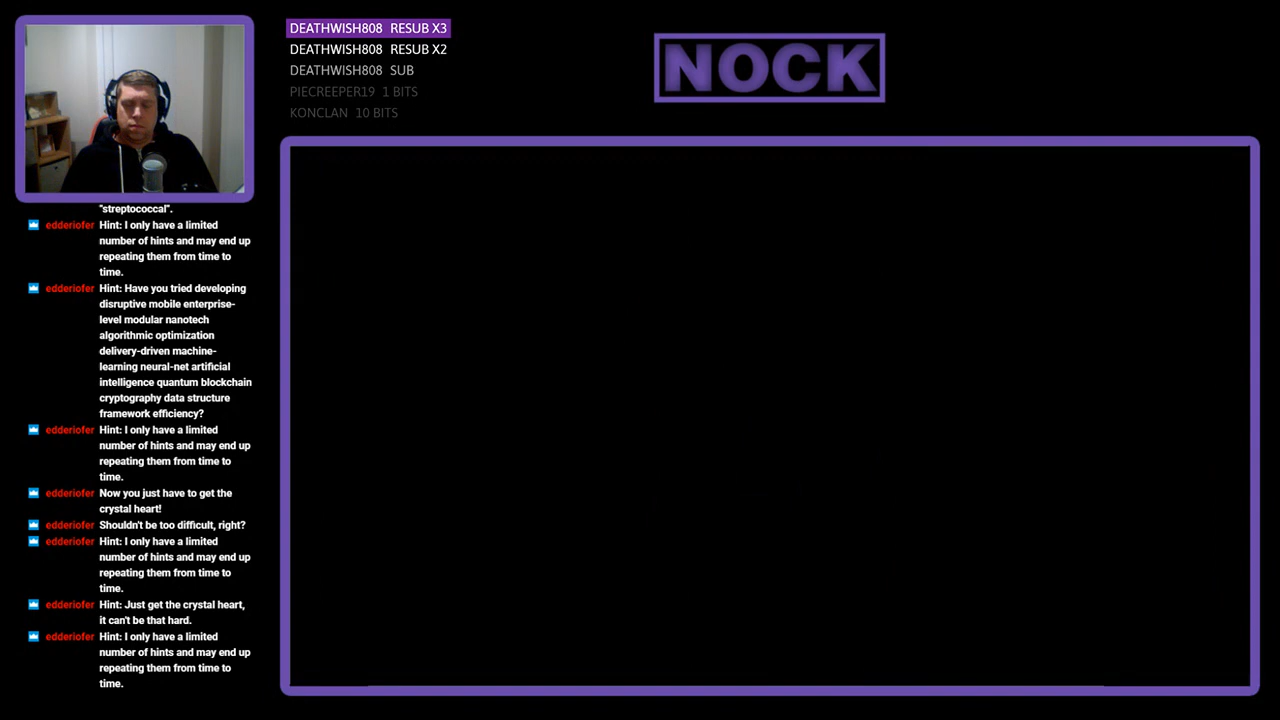 DEATHWISH808 RESUB X3
DEATHWISH808 RESUB X2
DEATHWISH808 SUB
PIECREEPER19 1 BITS
KONCLAN 10 BITS
NOCK
"streptococcal".
edderiofer Hint: I only have a limited
number of hints and may end up
repeating them from time to
time.
edderiofer Hint: Have you tried developing
disruptive mobile enterprise-
level modular nanotech
algorithmic optimization
delivery-driven machine-
learning neural-net artificial
intelligence quantum blockchain
cryptography data structure
framework efficiency?
edderiofer Hint: I only have a limited
number of hints and may end up
repeating them from time to
time.
edderiofer Now you just have to get the
crystal heart!
edderiofer Shouldn't be too difficult, right?
edderiofer Hint: I only have a limited
number of hints and may end up
repeating them from time to
time.
edderiofer Hint: Just get the crystal heart,
it can't be that hard.
edderiofer Hint: I only have a limited
number of hints and may end up
repeating them from time to
time.